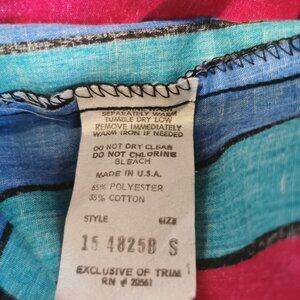 SEPARATELY WARM
TUMBLE DRY LOW
REMOVE IMMEDIATELY
WARM IRON IF NEEDED
DO NOT DRY CLEAN
DO NOT CHLORINE
BLEACH
MADE IN U.S.A.
65% POLYESTER
35% COTTON
STYLE SIZE
15 4825B S
EXCLUSIVE OF TRIM
RN # 20561